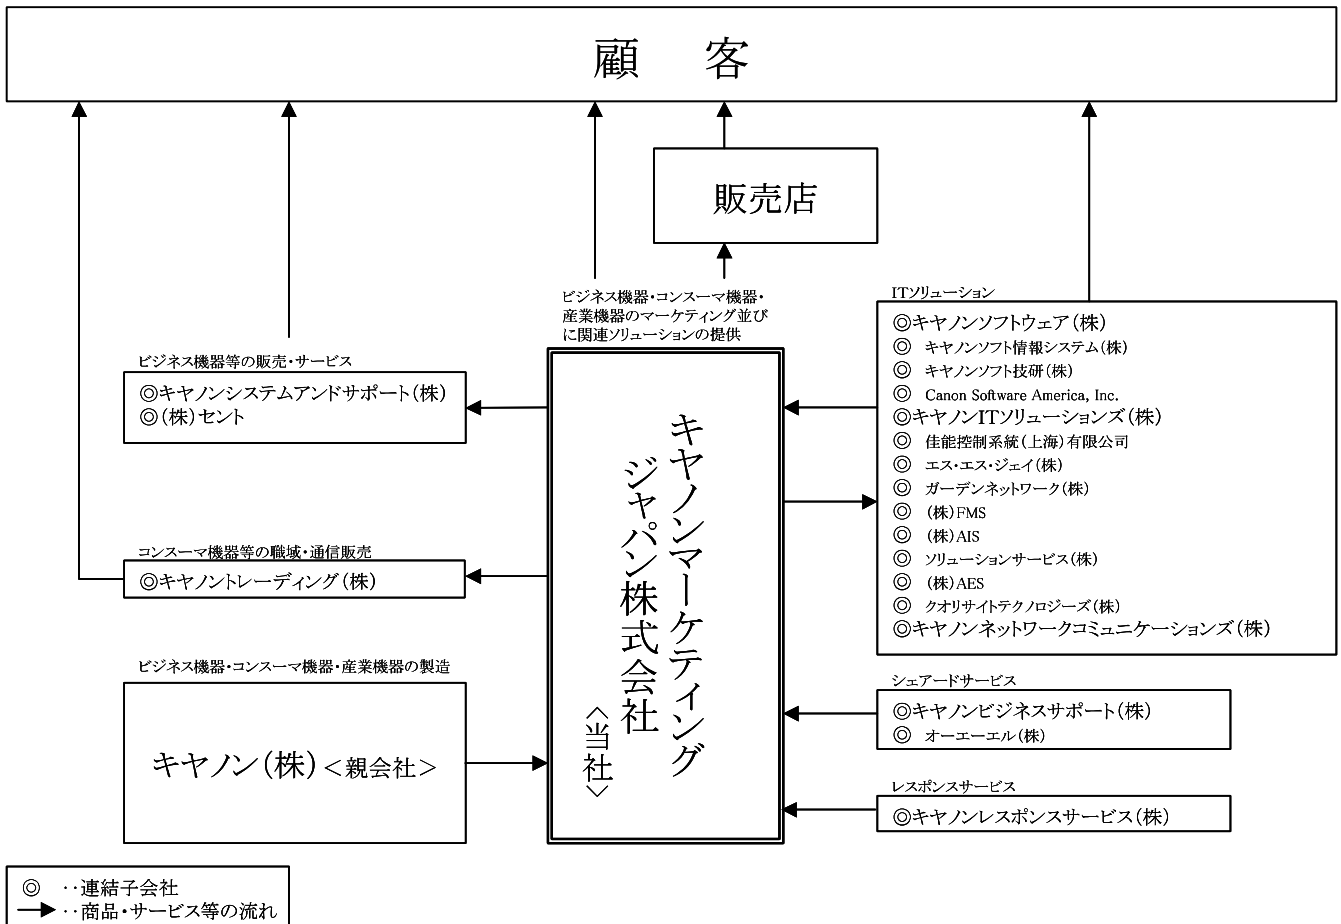 顧　客
販売店
ビジネス機器・コンスーマ機器・
産業機器のマーケティング並び
に関連ソリューションの提供
ビジネス機器等の販売・サービス
◎キヤノンシステムアンドサポート(株)
◎(株)セント
コンスーマ機器等の職域・通信販売
◎キヤノントレーディング(株)
ビジネス機器・コンスーマ機器・産業機器の製造
キヤノン(株)<親会社>
キヤノンマーケティング
ジャパン株式会社
〈当社〉
ITソリューション
◎キヤノンソフトウェア(株)
◎ キヤノンソフト情報システム(株)
◎ キヤノンソフト技研(株)
◎ Canon Software America, Inc.
◎キヤノンITソリューションズ(株)
◎ 佳能控制系統(上海)有限公司
◎ エス・エス・ジェイ(株)
◎ ガーデンネットワーク(株)
◎ (株)FMS
◎ (株)AIS
◎ ソリューションサービス(株)
◎ (株)AES
◎ クオリサイトテクノロジーズ(株)
◎キヤノンネットワークコミュニケーションズ(株)
シェアードサービス
◎キヤノンビジネスサポート(株)
◎ オーエーエル(株)
レスポンスサービス
◎キヤノンレスポンスサービス(株)
◎ ‥連結子会社
‥商品・サービス等の流れ